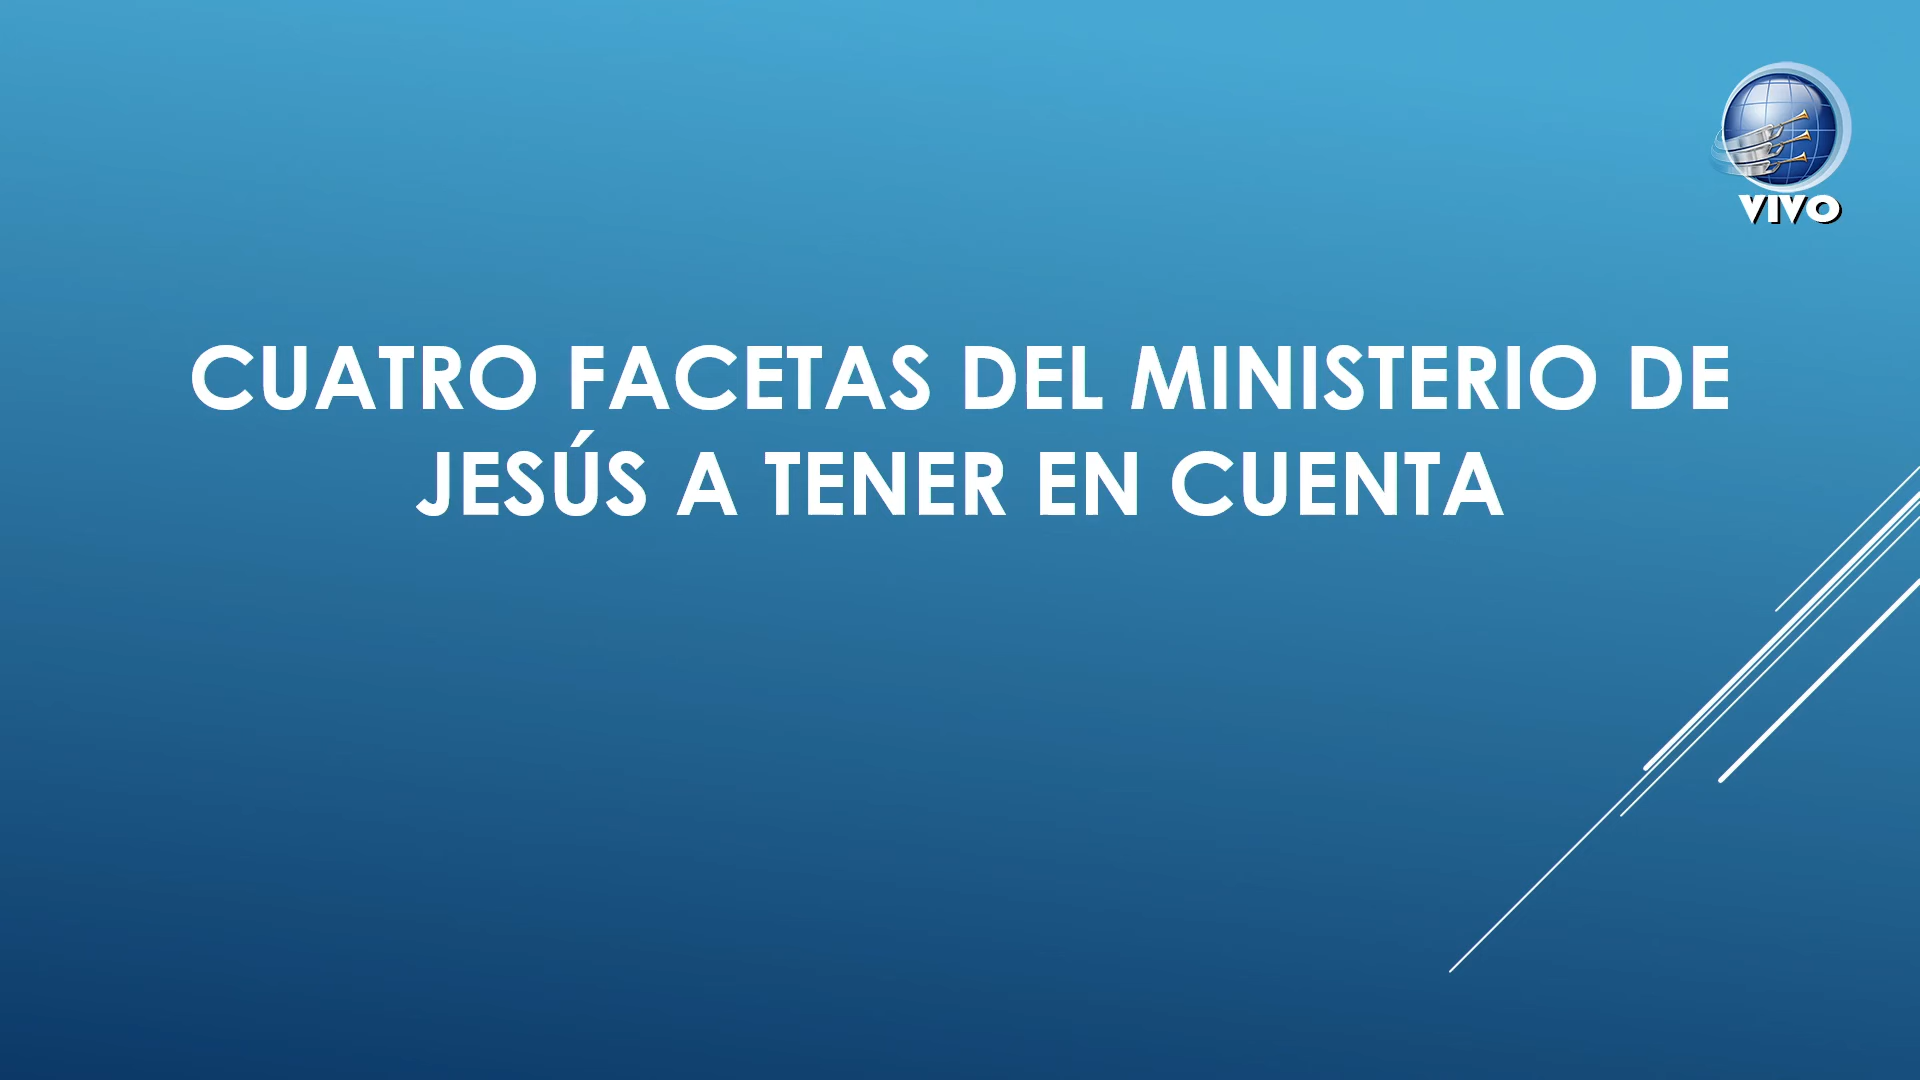 VIVO
CUATRO FACETAS DEL MINISTERIO DE
JESÚS A TENER EN CUENTA